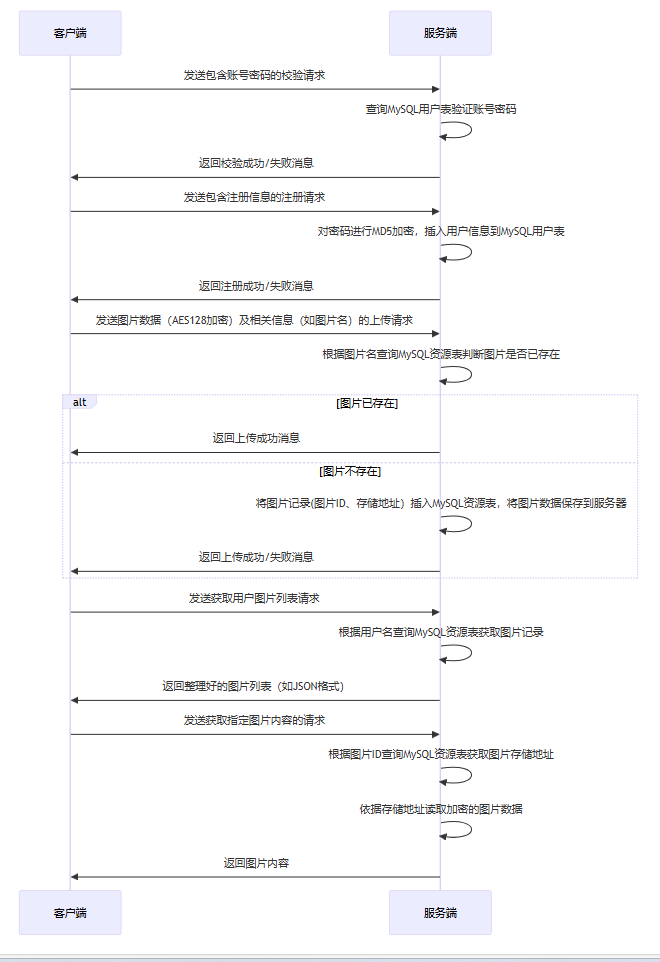 客户端
服务端
发送包含账号密码的校验请求
查询MySQL用户表验证账号密码
返回校验成功/失败消息
发送包含注册信息的注册请求
对密码进行MD5加密，插入用户信息到MySQL用户表
返回注册成功/失败消息
发送图片数据（AES128加密）及相关信息（如图片名）的上传请求
根据图片名查询MySQL资源表判断图片是否已存在
alt
[图片已存在]
返回上传成功消息
[图片不存在]
将图片记录(图片ID、存储地址）插入MySQL资源表，将图片数据保存到服务器
返回上传成功/失败消息
发送获取用户图片列表请求
根据用户名查询MySQL资源表获取图片记录
返回整理好的图片列表（如JSON格式）
发送获取指定图片内容的请求
根据图片ID查询MySQL资源表获取图片存储地址
依据存储地址读取加密的图片数据
返回图片内容
客户端
服务端